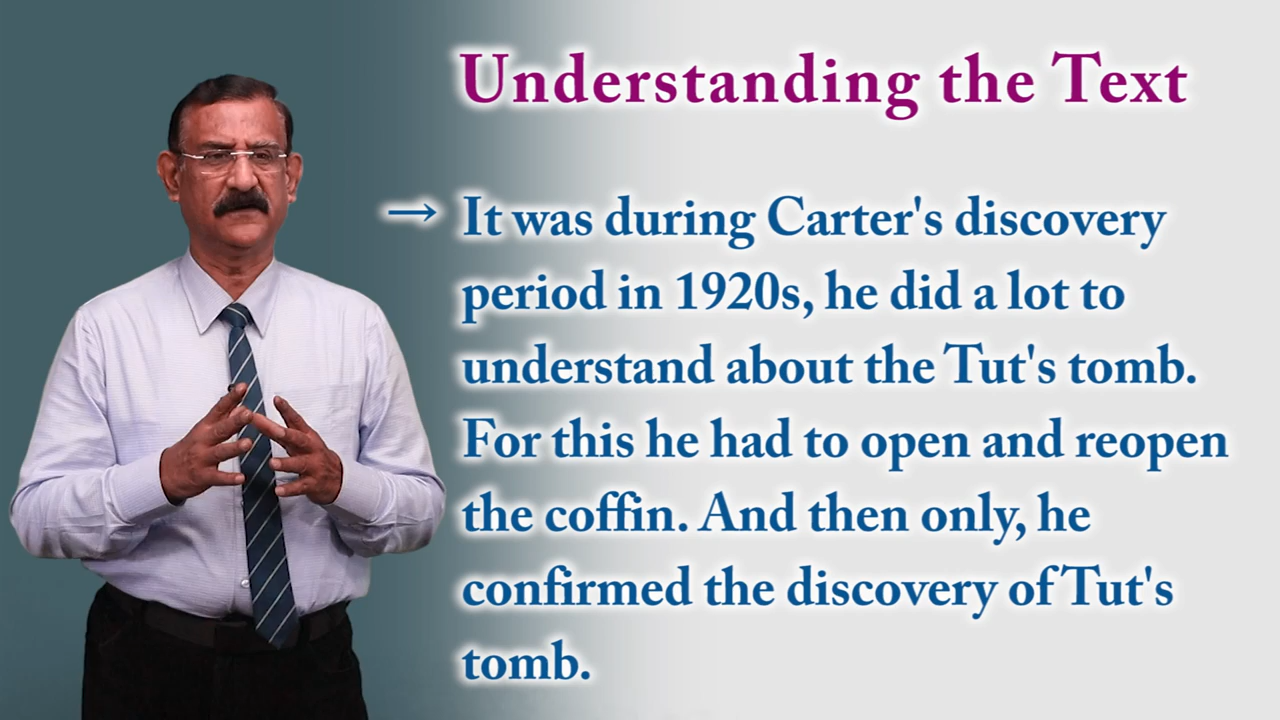 Understanding the Text
→ It was during Carter's discovery
period in 1920s, he did a lot to
understand about the Tut's tomb.
For this he had to open and reopen
the coffin. And then only, he
confirmed the discovery of Tut's
tomb.